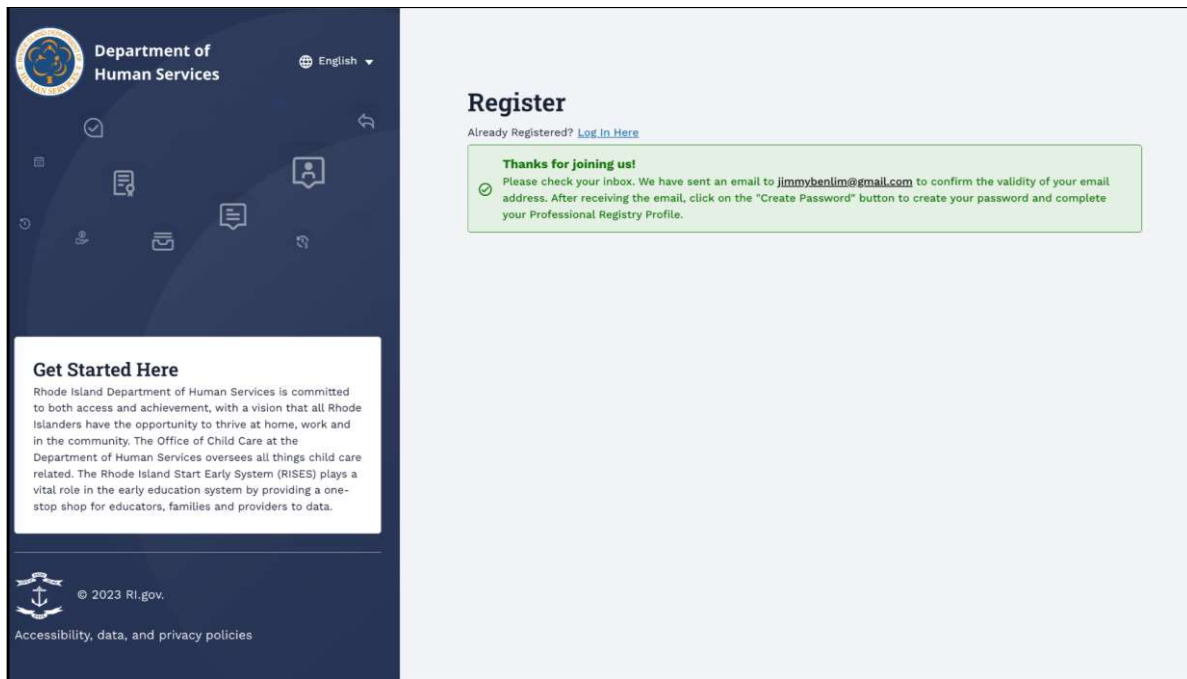 Department of
Human Services
English
Get Started Here
Rhode Island Department of Human Services is committed
to both access and achievement, with a vision that all Rhode
Islanders have the opportunity to thrive at home, work and
in the community. The Office of Child Care at the
Department of Human Services oversees all things child care
related. The Rhode Island Start Early System (RISES) plays a
vital role in the early education system by providing a one-
stop shop for educators, families and providers to data.
© 2023 RI.gov.
Accessibility, data, and privacy policies
Register
Already Registered? Log In Here
Thanks for joining us!
Please check your inbox. We have sent an email to jimmybenlim@gmail.com to confirm the validity of your email
address. After receiving the email, click on the "Create Password" button to create your password and complete
your Professional Registry Profile.